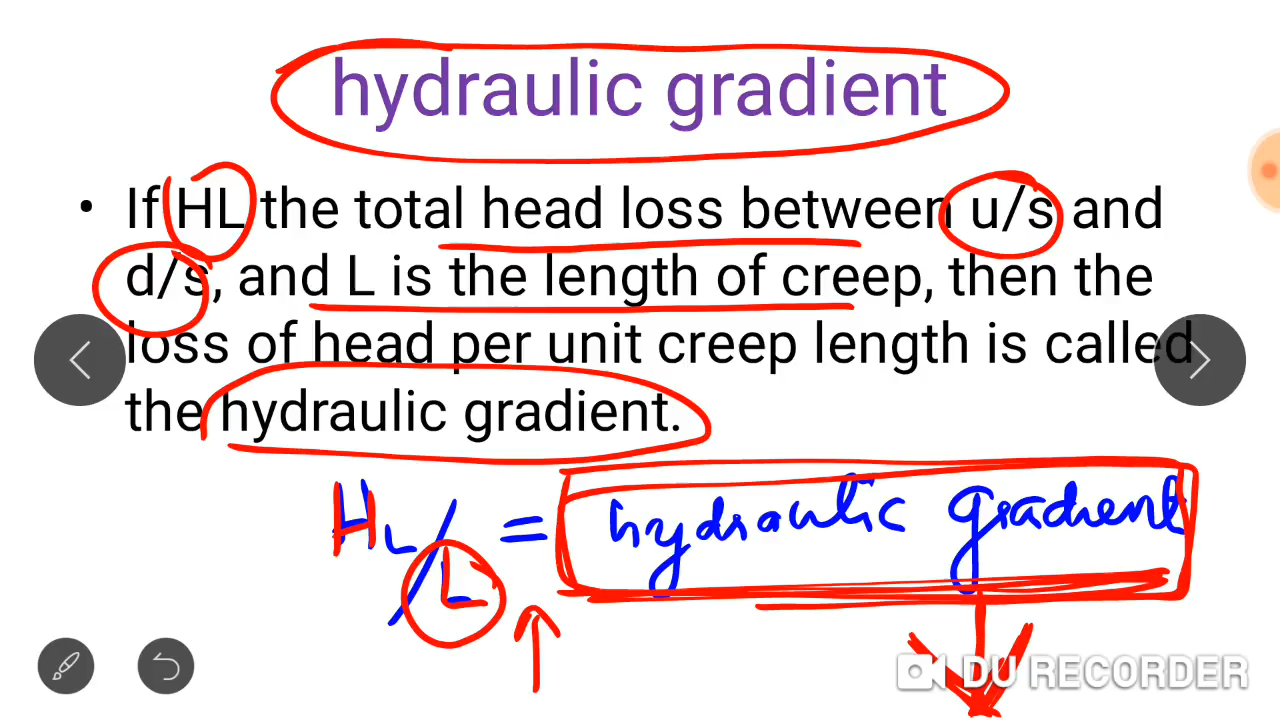 hydraulic gradient
• If HL the total head loss between u/s and
d/s, and L is the length of creep, then the
loss of head per unit creep length is called
the hydraulic gradient.
HL/L = hydraulic gradient
DU RECORDER